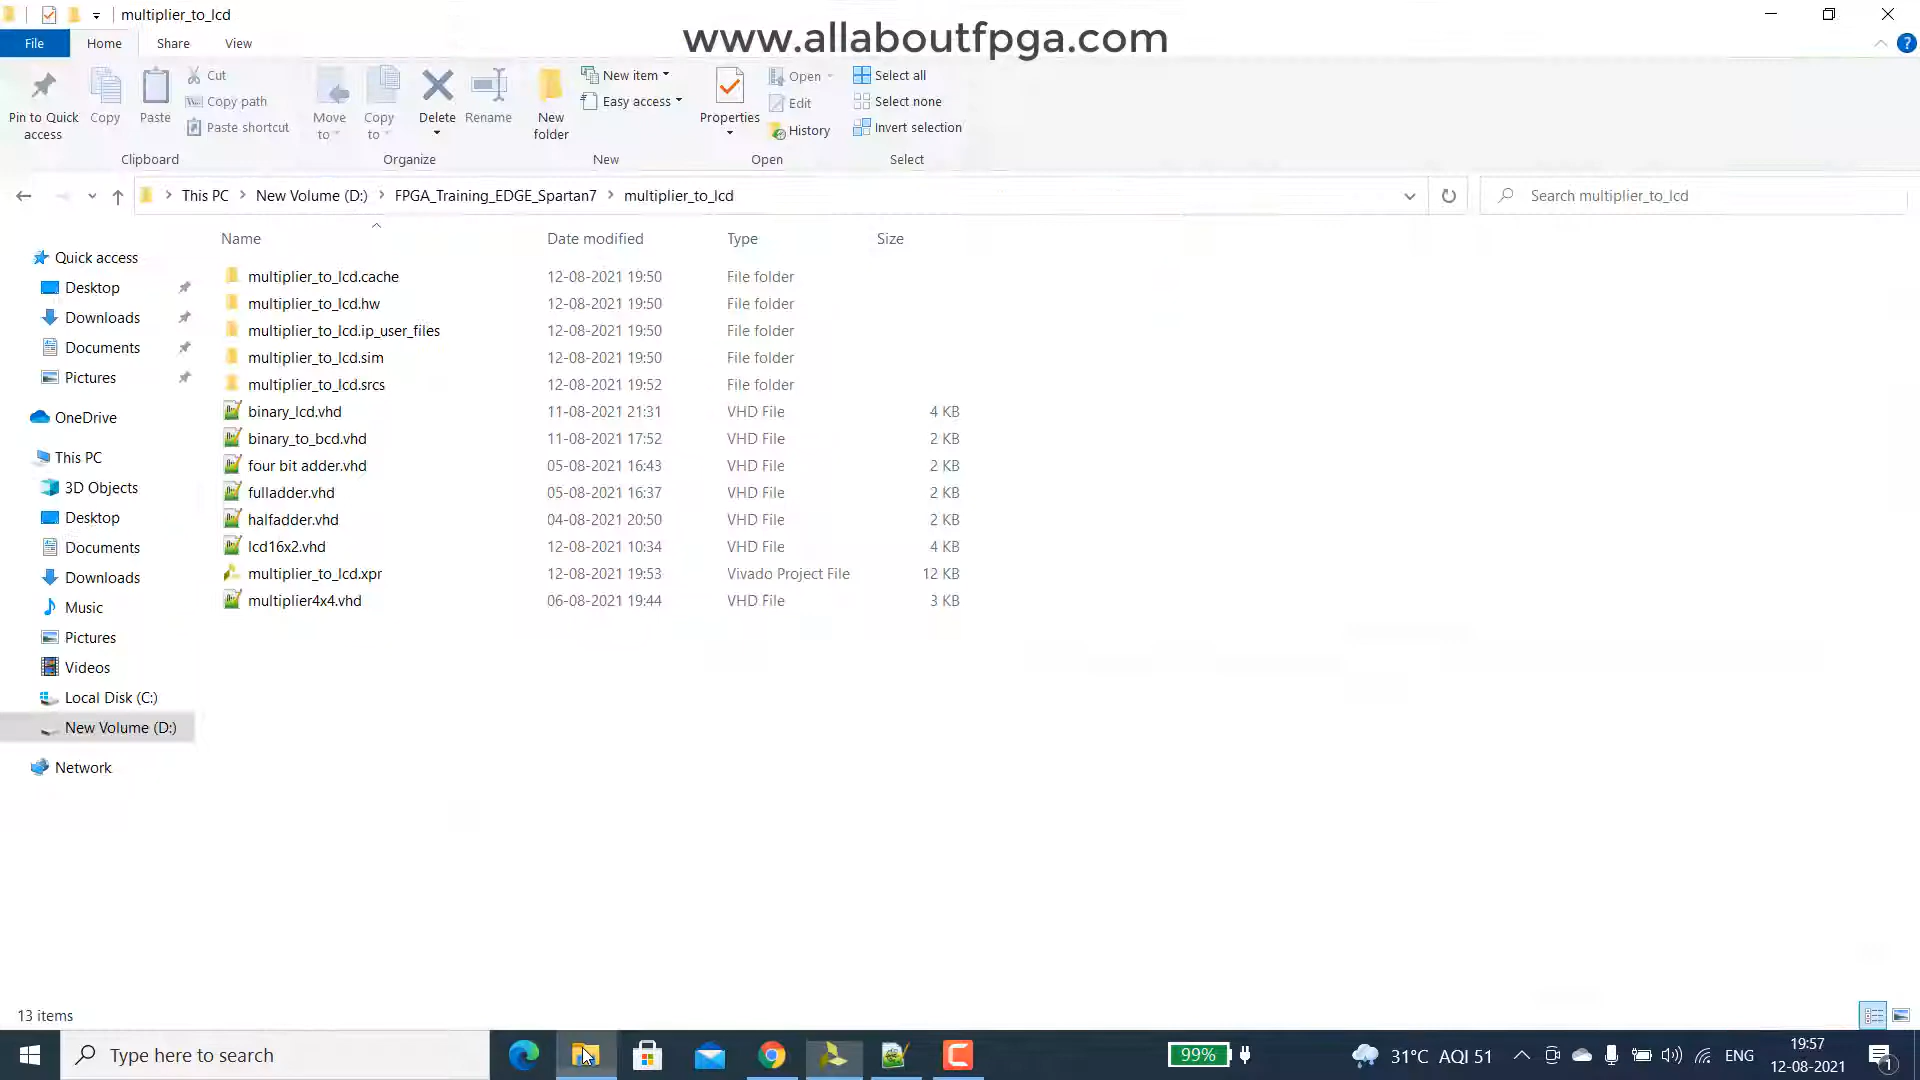 multiplier_to_lcd
www.allaboutfpga.com
File
Home
Share
View
Pin to Quick
access
Copy
Paste
Cut
Copy path
Paste shortcut
Clipboard
Move
to
Copy
to
Delete
Rename
Organize
New
folder
New item
Easy access
New
Properties
Open
Edit
History
Open
Select all
Select none
Invert selection
Select
This PC
New Volume (D:)
FPGA_Training_EDGE_Spartan7
multiplier_to_lcd
Search multiplier_to_lcd
Quick access
Desktop
Downloads
Documents
Pictures
OneDrive
This PC
3D Objects
Desktop
Documents
Downloads
Music
Pictures
Videos
Local Disk (C:)
New Volume (D:)
Network
Name Date modified Type Size
multiplier_to_lcd.cache 12-08-2021 19:50 File folder
multiplier_to_lcd.hw 12-08-2021 19:50 File folder
multiplier_to_lcd.ip_user_files 12-08-2021 19:50 File folder
multiplier_to_lcd.sim 12-08-2021 19:50 File folder
multiplier_to_lcd.srcs 12-08-2021 19:52 File folder
binary_lcd.vhd 11-08-2021 21:31 VHD File 4 KB
binary_to_bcd.vhd 11-08-2021 17:52 VHD File 2 KB
four bit adder.vhd 05-08-2021 16:43 VHD File 2 KB
fulladder.vhd 05-08-2021 16:37 VHD File 2 KB
halfadder.vhd 04-08-2021 20:50 VHD File 2 KB
lcd16x2.vhd 12-08-2021 10:34 VHD File 4 KB
multiplier_to_lcd.xpr 12-08-2021 19:53 Vivado Project File 12 KB
multiplier4x4.vhd 06-08-2021 19:44 VHD File 3 KB
13 items
Type here to search
99%
31°C AQI 51
ENG
19:57
12-08-2021
1